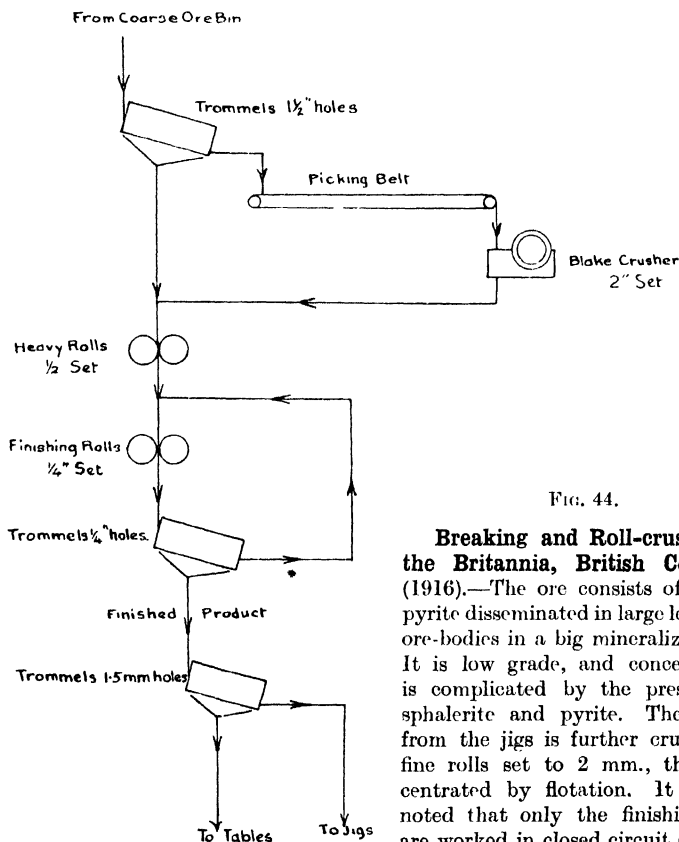 From Coarse Ore Bin
Trommels 1½" holes
Picking Belt
Blake Crusher
2" Set
Heavy Rolls
½ Set
Finishing Rolls
¼" Set
Trommels ¼" holes.
Finished Product
Trommels 1·5mm holes
To Tables
To Jigs
FIG. 44.
Breaking and Roll-crus
the Britannia, British C
(1916).—The ore consists of
pyrite disseminated in large
ore-bodies in a big mineraliz
It is low grade, and conce
is complicated by the pres
sphalerite and pyrite. The
from the jigs is further cru
fine rolls set to 2 mm., th
centrated by flotation. It
noted that only the finishi
are worked in closed circuit